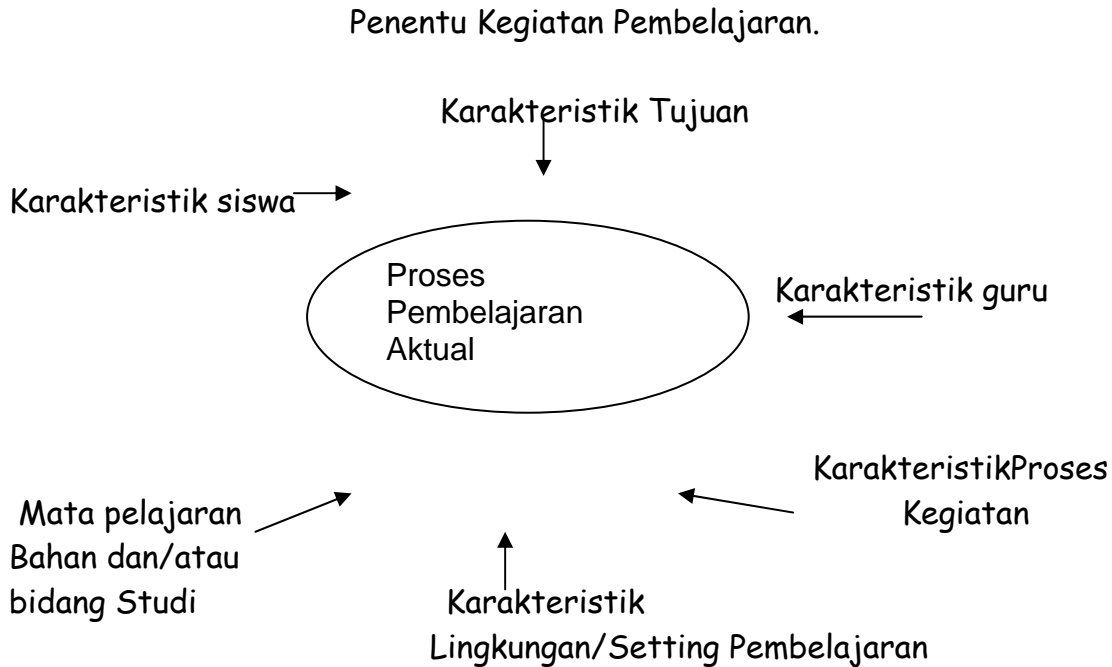 Penentu Kegiatan Pembelajaran.
Karakteristik Tujuan
Karakteristik siswa
Proses
Pembelajaran
Aktual
Karakteristik guru
KarakteristikProses
Kegiatan
Mata pelajaran
Bahan dan/atau
bidang Studi
Karakteristik
Lingkungan/Setting Pembelajaran